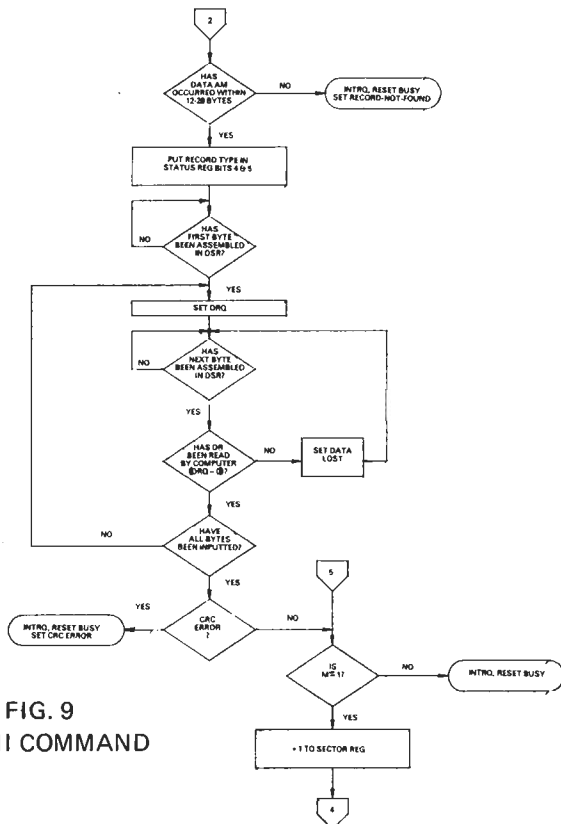 2
HAS
DATA AM
OCCURRED WITHIN
BYTES
NO
INTRQ, RESET BUSY
SET RECORD-NOT-FOUND
YES
PUT RECORD TYPE IN
STATUS REG BITS 4 & 5
HAS
FIRST BYTE
BEEN ASSEMBLED
IN DSR?
NO
YES
SET DRQ
HAS
NEXT BYTE
BEEN ASSEMBLED
IN DSR?
NO
YES
HAS DR
BEEN READ
BY COMPUTER
NO
SET DATA
LOST
YES
HAVE
ALL BYTES
BEEN INPUTTED?
NO
YES
5
CRC
ERROR
?
YES
INTRQ, RESET BUSY
SET CRC ERROR
NO
IS
M = 1?
NO
INTRQ, RESET BUSY
YES
+ 1 TO SECTOR REG
4
FIG. 9
COMMAND